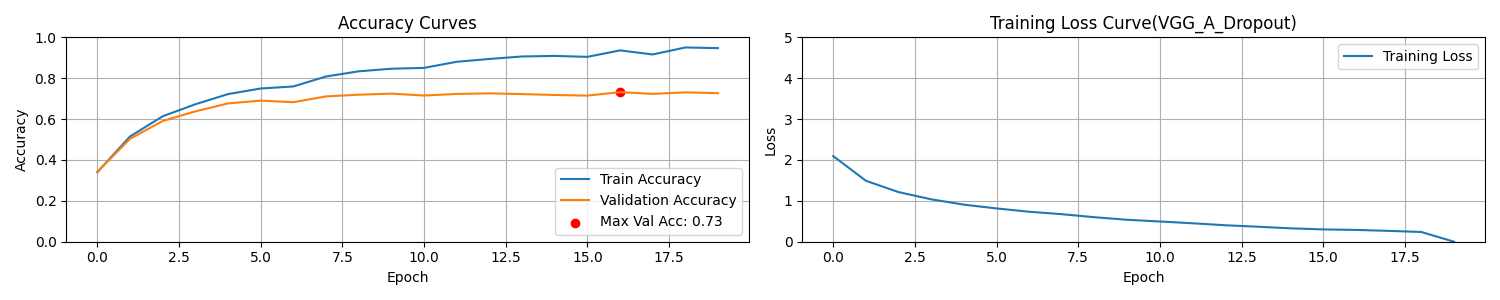 Accuracy Curves
1.0
0.8
0.6
0.4
0.2
0.0
Accuracy
Train Accuracy
Validation Accuracy
Max Val Acc: 0.73
0.0 2.5 5.0 7.5 10.0 12.5 15.0 17.5
Epoch
Training Loss Curve(VGG_A_Dropout)
5
4
3
2
1
0
Loss
Training Loss
0.0 2.5 5.0 7.5 10.0 12.5 15.0 17.5
Epoch